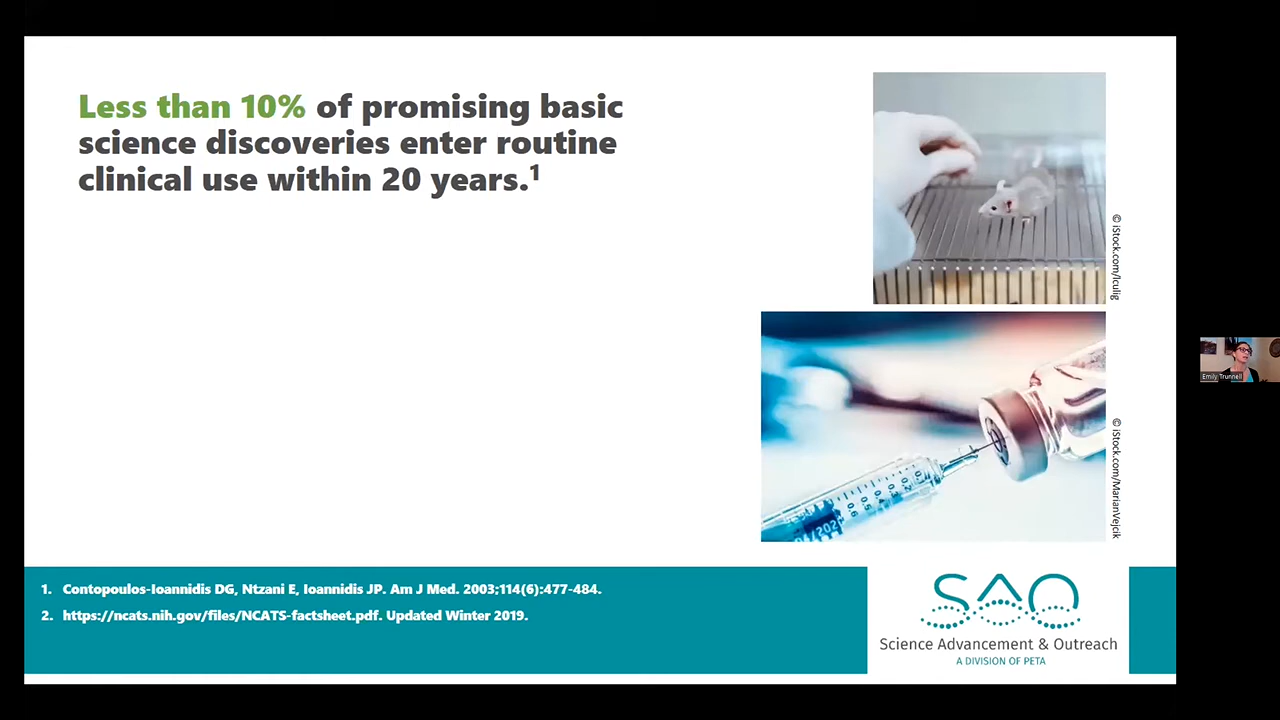 Less than 10% of promising basic
science discoveries enter routine
clinical use within 20 years.¹
© iStock.com/lculig
© iStock.com/MarianVejcik
Emily Trunnell
1. Contopoulos-Ioannidis DG, Ntzani E, Ioannidis JP. Am J Med. 2003;114(6):477-484.
2. https://ncats.nih.gov/files/NCATS-factsheet.pdf. Updated Winter 2019.
SAO
Science Advancement & Outreach
A DIVISION OF PETA